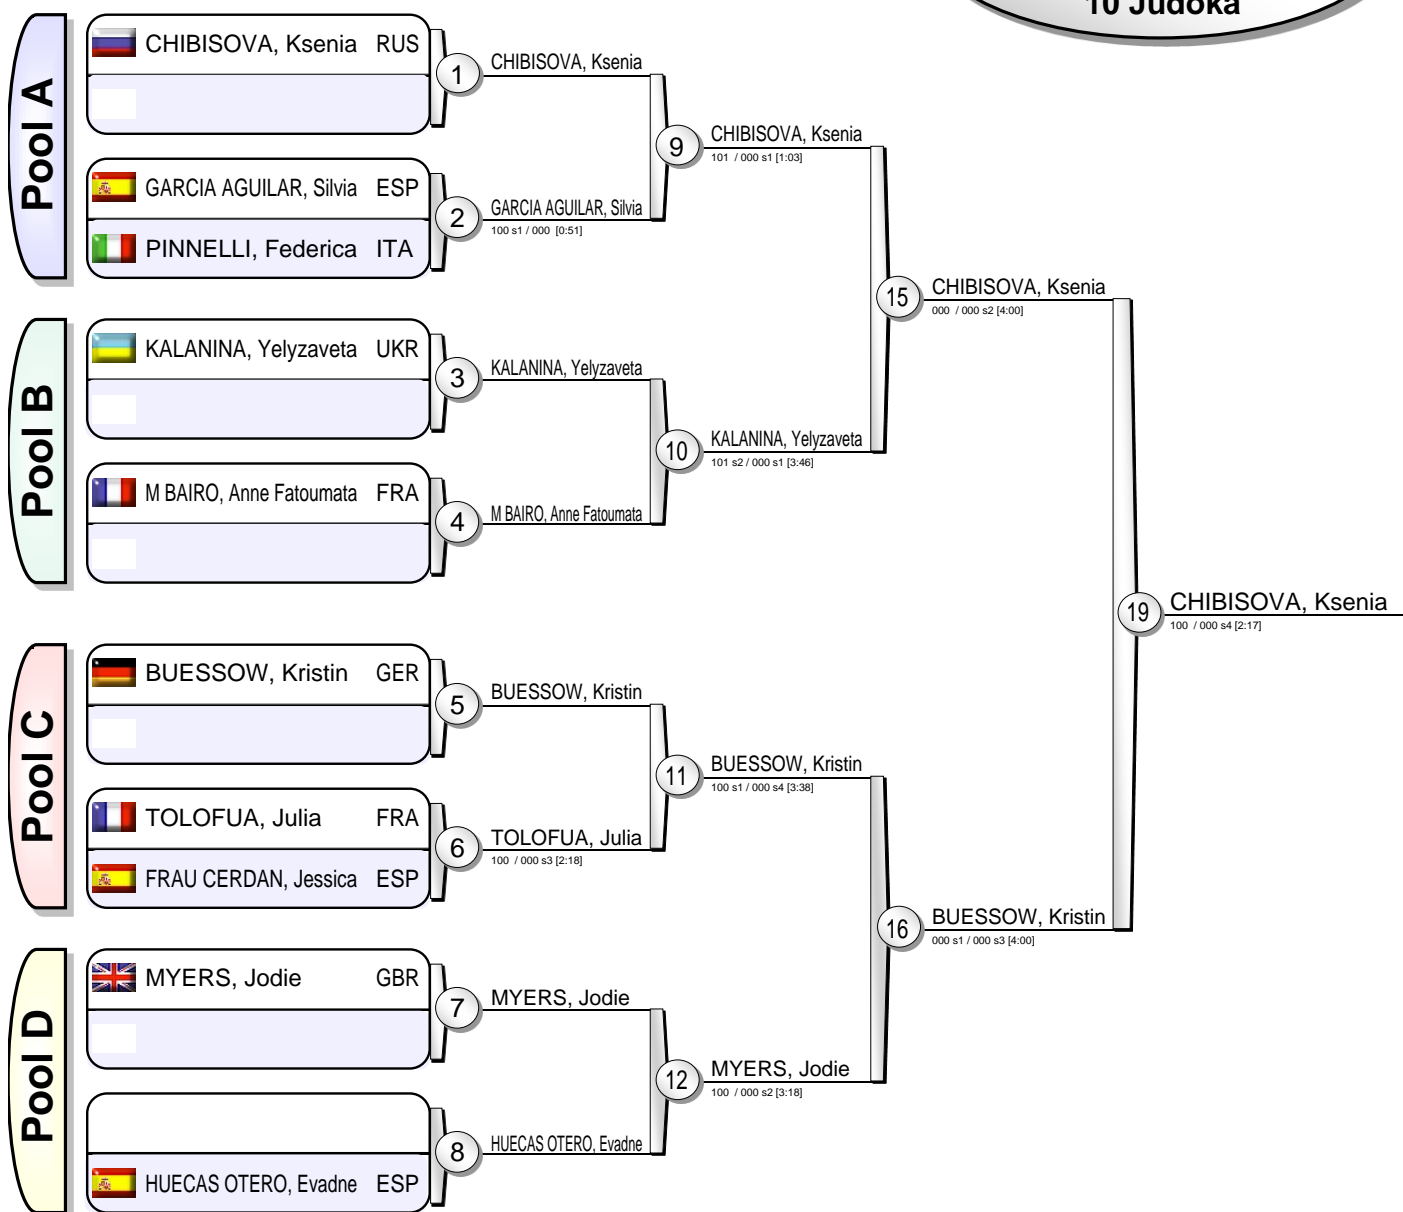 10 Judoka
Pool A
CHIBISOVA, Ksenia RUS
GARCIA AGUILAR, Silvia ESP
PINNELLI, Federica ITA
1
CHIBISOVA, Ksenia
2
GARCIA AGUILAR, Silvia
100 s1 / 000 [0:51]
9
CHIBISOVA, Ksenia
101 / 000 s1 [1:03]
Pool B
KALANINA, Yelyzaveta UKR
M BAIRO, Anne Fatoumata FRA
3
KALANINA, Yelyzaveta
4
M BAIRO, Anne Fatoumata
10
KALANINA, Yelyzaveta
101 s2 / 000 s1 [3:46]
15
CHIBISOVA, Ksenia
000 / 000 s2 [4:00]
Pool C
BUESSOW, Kristin GER
TOLOFUA, Julia FRA
FRAU CERDAN, Jessica ESP
5
BUESSOW, Kristin
6
TOLOFUA, Julia
100 / 000 s3 [2:18]
11
BUESSOW, Kristin
100 s1 / 000 s4 [3:38]
Pool D
MYERS, Jodie GBR
HUECAS OTERO, Evadne ESP
7
MYERS, Jodie
8
HUECAS OTERO, Evadne
12
MYERS, Jodie
100 / 000 s2 [3:18]
16
BUESSOW, Kristin
000 s1 / 000 s3 [4:00]
19
CHIBISOVA, Ksenia
100 / 000 s4 [2:17]